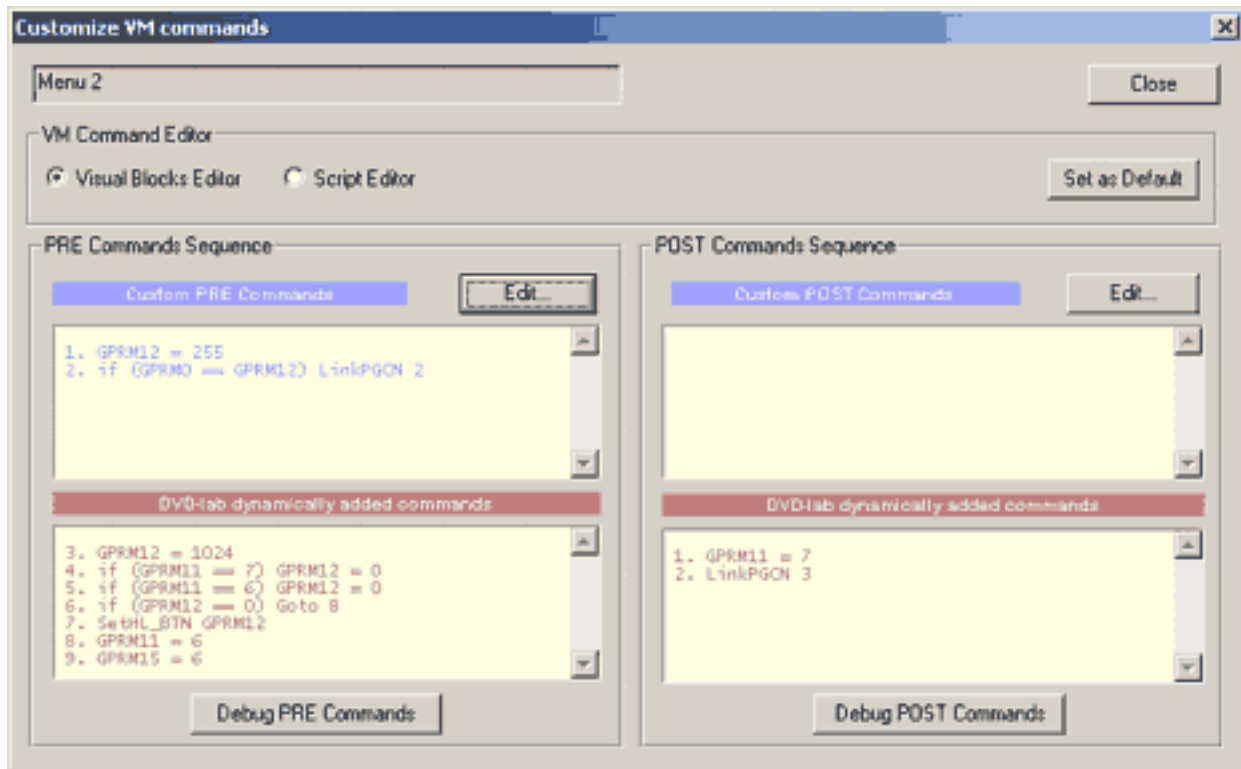 Customize VM commands
Menu 2
Close
VM Command Editor
Visual Blocks Editor
Script Editor
Set as Default
PRE Commands Sequence
Custom PRE Commands
Edit...
1. GPRM12 = 255
2. if (GPRM0 == GPRM12) LinkPGCN 2
DVD-lab dynamically added commands
3. GPRM12 = 1024
4. if (GPRM11 == 7) GPRM12 = 0
5. if (GPRM11 == 6) GPRM12 = 0
6. if (GPRM12 == 0) Goto 8
7. SetHL_BTN GPRM12
8. GPRM11 = 6
9. GPRM15 = 6
Debug PRE Commands
POST Commands Sequence
Custom POST Commands
Edit...
DVD-lab dynamically added commands
1. GPRM11 = 7
2. LinkPGCN 3
Debug POST Commands